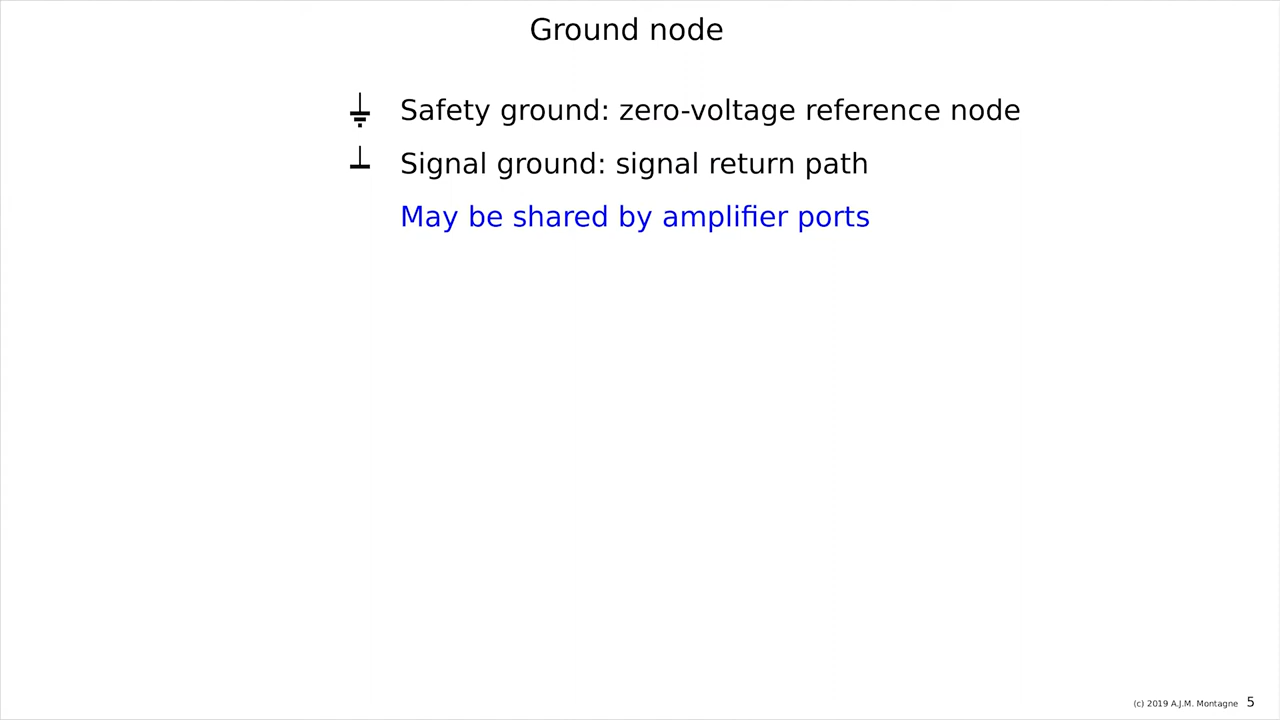 Ground node
Safety ground: zero-voltage reference node
Signal ground: signal return path
May be shared by amplifier ports
(c) 2019 A.J.M. Montagne 5